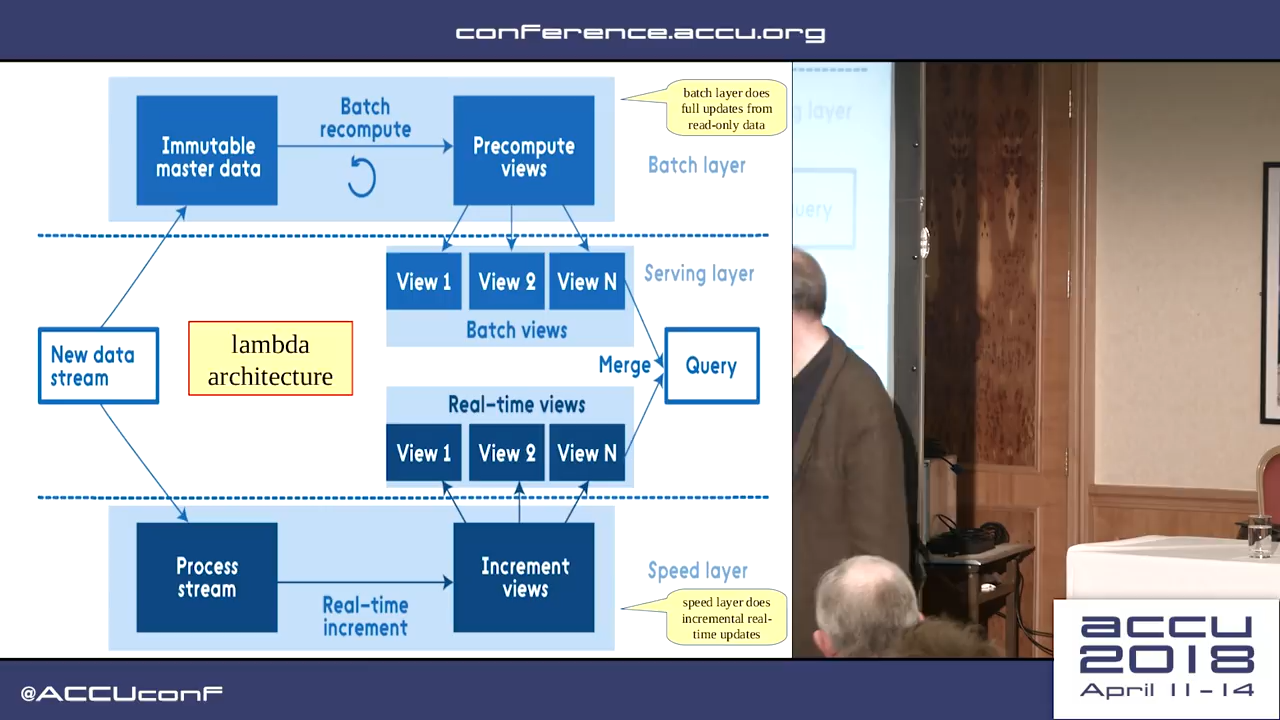 conference.accu.org
Batch
recompute
Immutable
master data
Precompute
views
batch layer does
full updates from
read-only data
Batch layer
View 1
View 2
View N
Serving layer
Batch views
New data
stream
lambda
architecture
Merge
Query
Real-time views
View 1
View 2
View N
Process
stream
Increment
views
Speed layer
Real-time
increment
speed layer does
incremental real-
time updates
g layer
uery
@ACCUconf
accu
2018
April 11-14